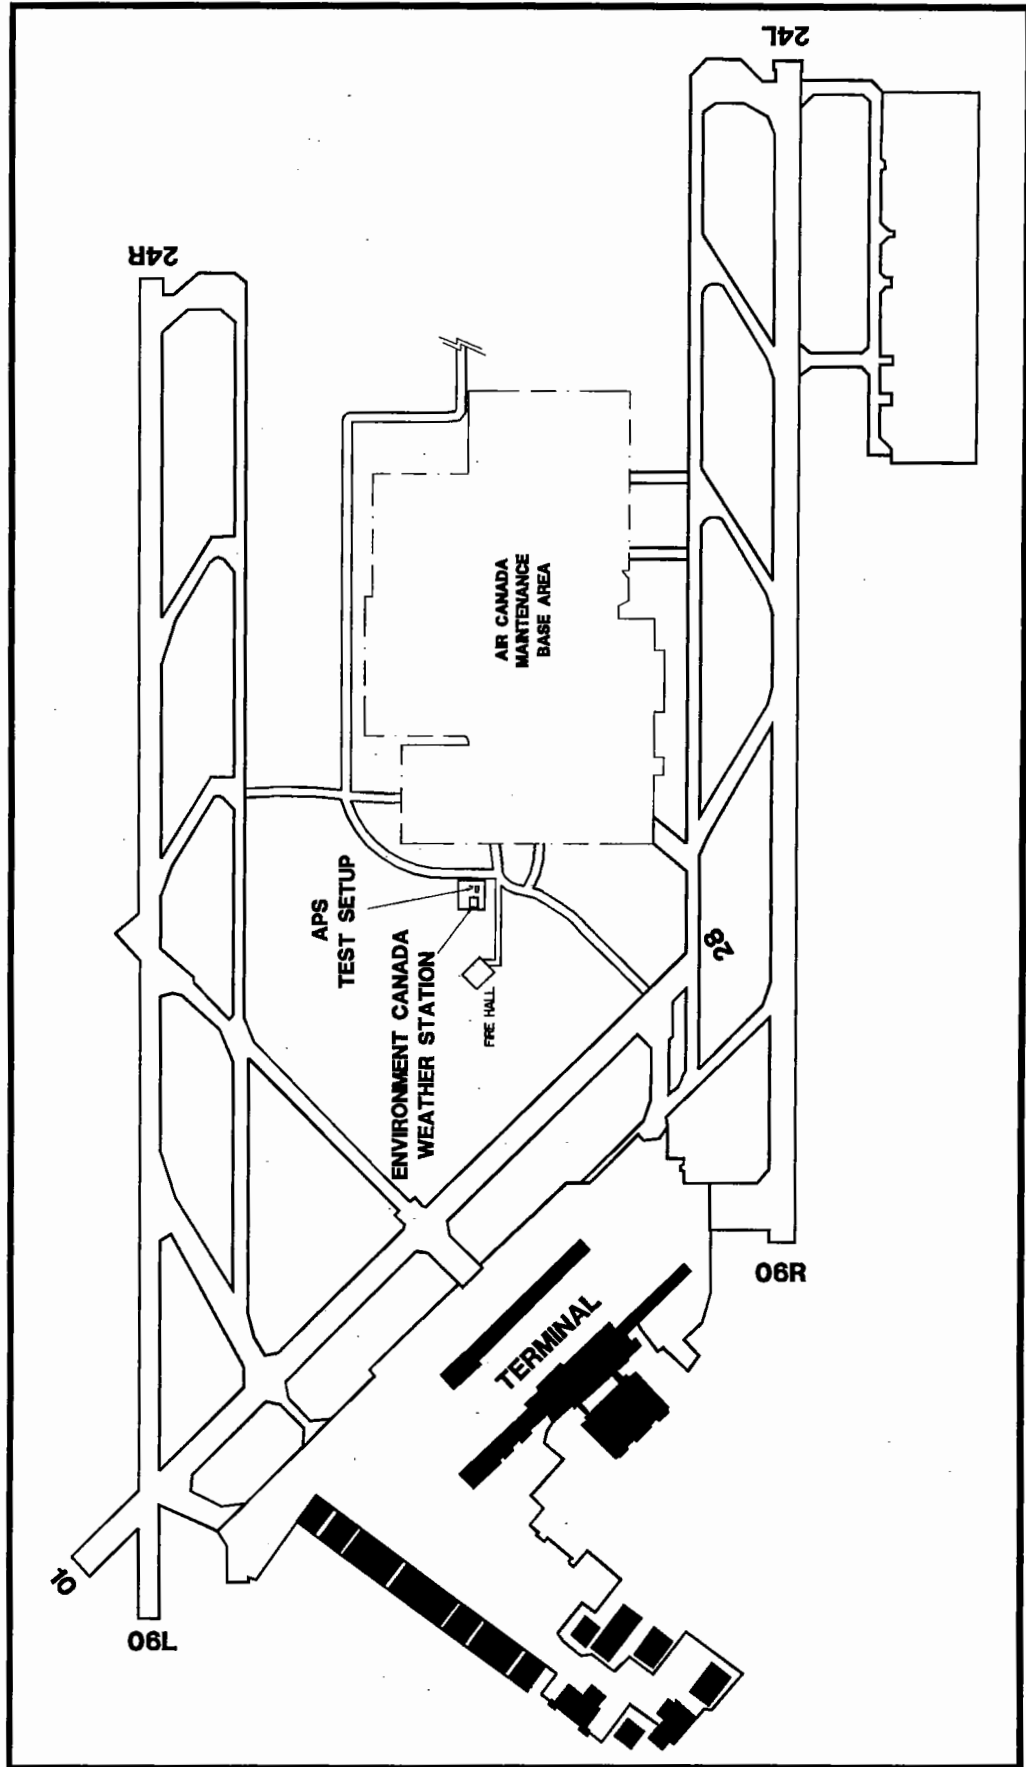 24L
24R
AIR CANADA
MAINTENANCE
BASE AREA
APS
TEST SETUP
ENVIRONMENT CANADA
WEATHER STATION
FIRE HALL
28
TERMINAL
06R
10
06L